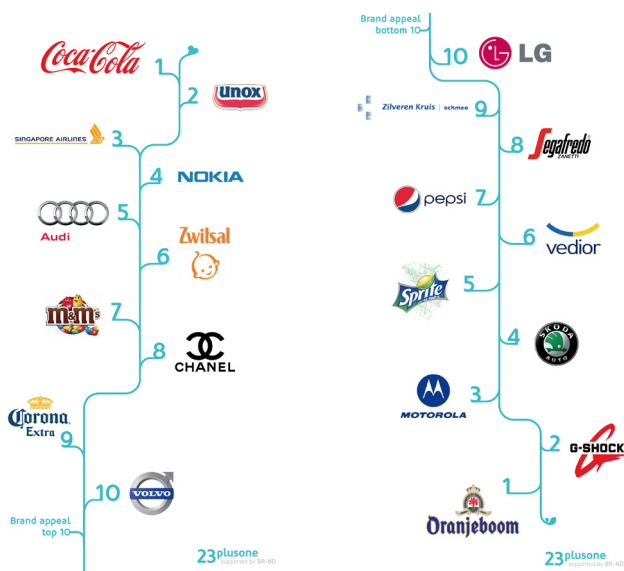 Coca-Cola
1
2
unox
SINGAPORE AIRLINES
3
4
NOKIA
5
Audi
Zwitsal
6
m&m's
7
8
CHANEL
Corona
Extra
9
10
VOLVO
Brand appeal
top 10
23plusone
supported by BR-ND
Brand appeal
bottom 10
10
LG
Zilveren Kruis | achmea
9
8
Segafredo
ZANETTI
pepsi
7
6
vedior
Sprite
5
4
SKODA
AUTO
3
MOTOROLA
2
G-SHOCK
1
Oranjeboom
23plusone
supported by BR-ND